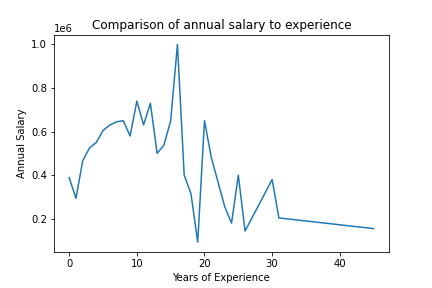 Comparison of annual salary to experience
1e6
1.0
0.8
0.6
0.4
0.2
Annual Salary
0 10 20 30 40
Years of Experience